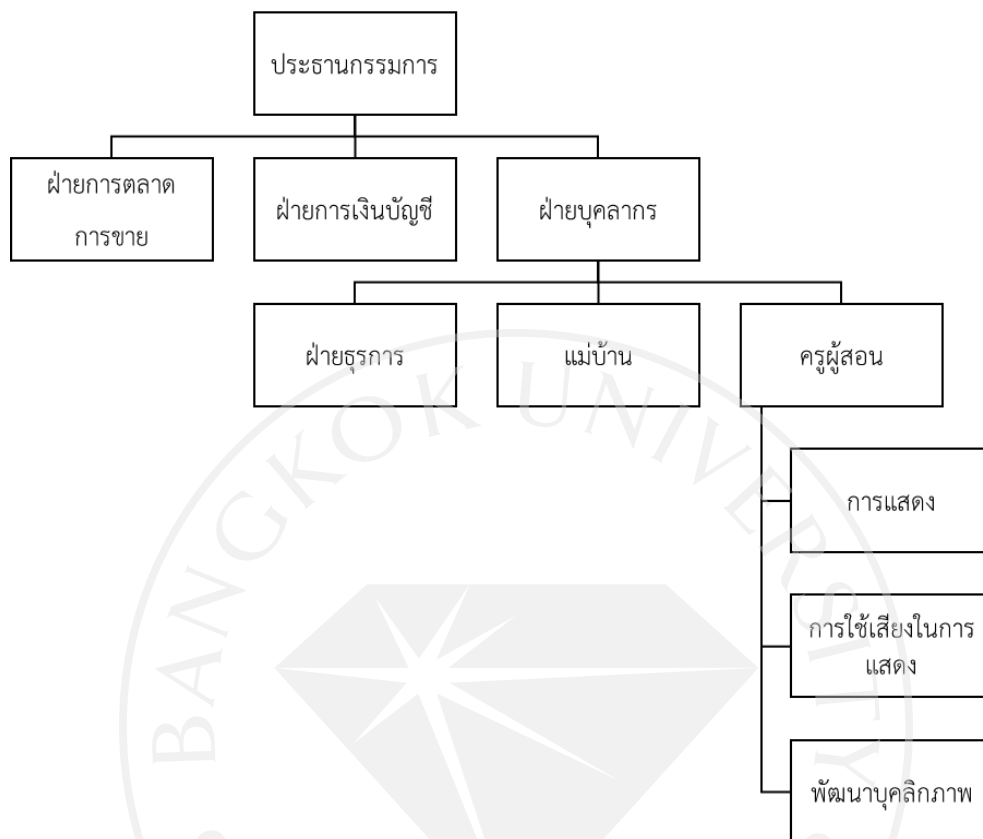 ประธานกรรมการ
ฝ่ายการตลาด
การขาย
ฝ่ายการเงินบัญชี
ฝ่ายบุคลากร
ฝ่ายธุรการ
แม่บ้าน
ครูผู้สอน
การแสดง
การใช้เสียงในการ
แสดง
พัฒนาบุคลิกภาพ
BANGKOK UNIVERSITY